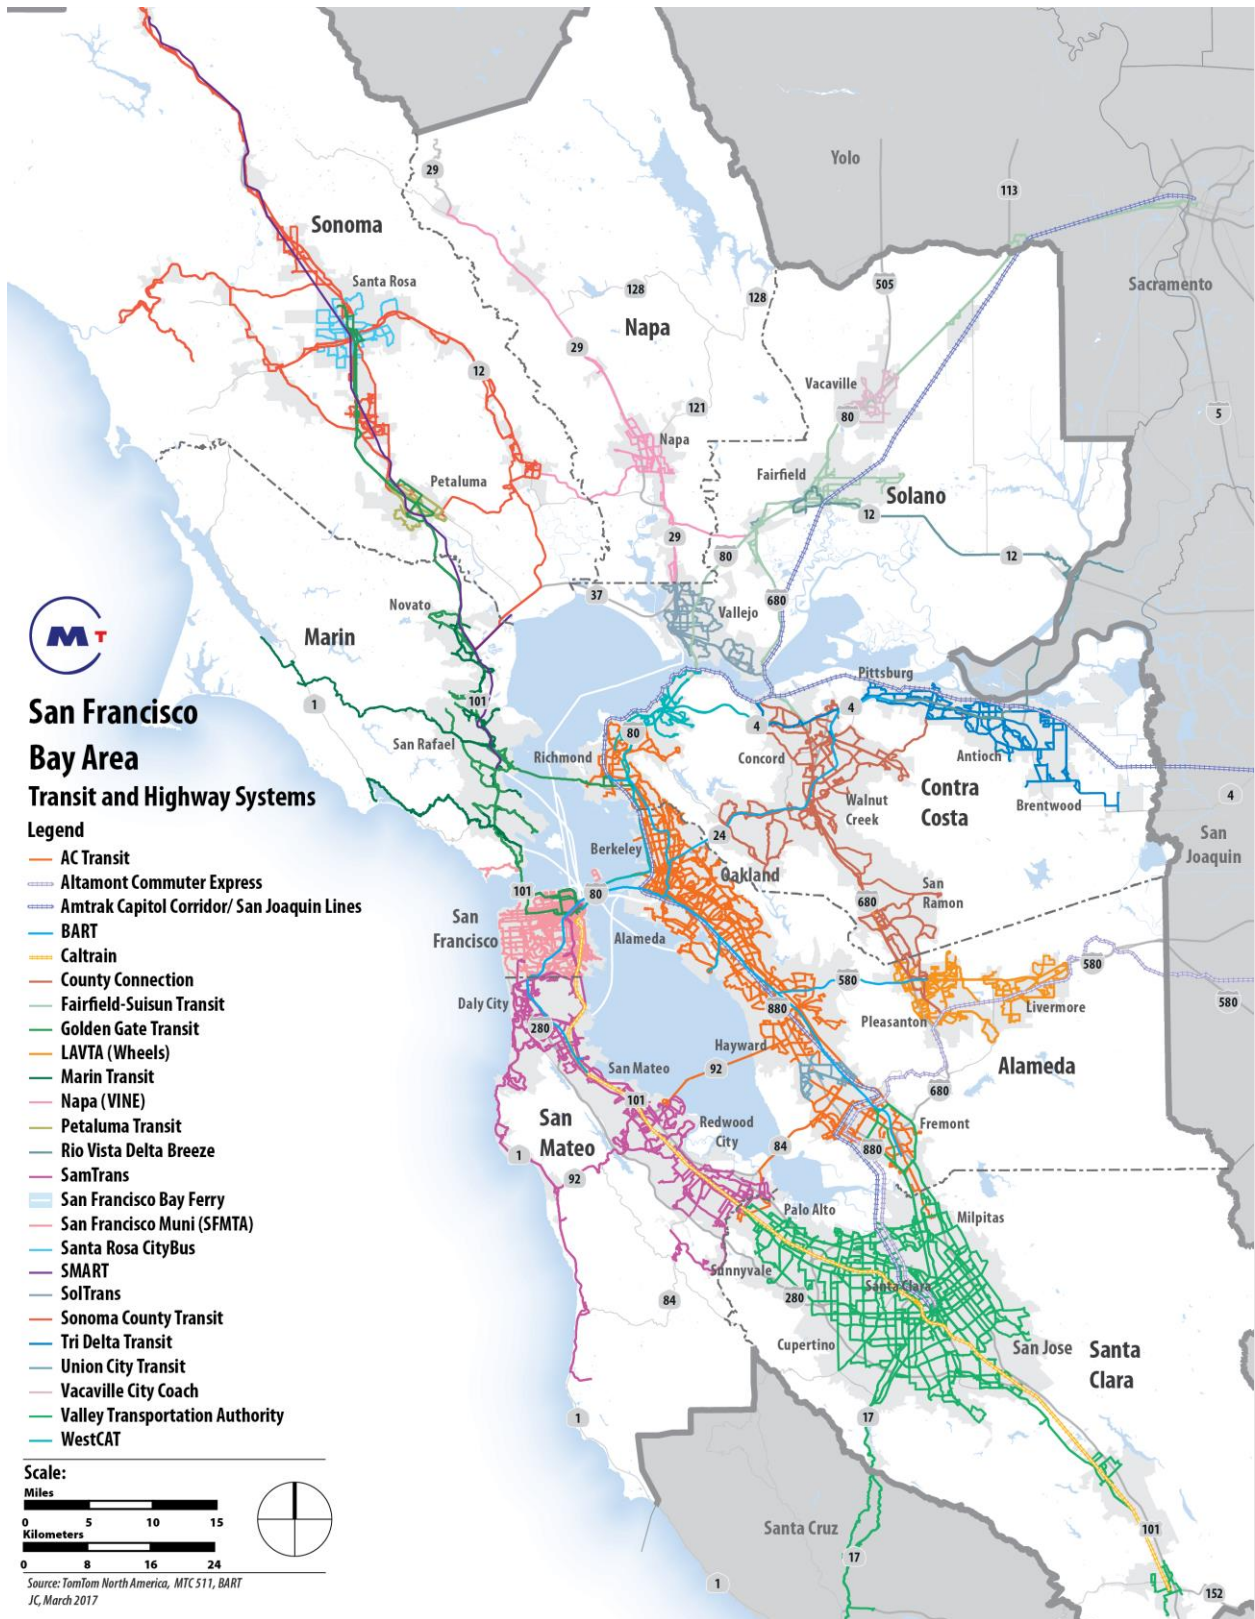 M T
San Francisco
Bay Area
Transit and Highway Systems
Legend
AC Transit
Altamont Commuter Express
Amtrak Capitol Corridor/ San Joaquin Lines
BART
Caltrain
County Connection
Fairfield-Suisun Transit
Golden Gate Transit
LAVTA (Wheels)
Marin Transit
Napa (VINE)
Petaluma Transit
Rio Vista Delta Breeze
SamTrans
San Francisco Bay Ferry
San Francisco Muni (SFMTA)
Santa Rosa CityBus
SMART
SolTrans
Sonoma County Transit
Tri Delta Transit
Union City Transit
Vacaville City Coach
Valley Transportation Authority
WestCAT
Scale:
Miles
0 5 10 15
Kilometers
0 8 16 24
Source: TomTom North America, MTC 511, BART
JC, March 2017
Yolo
29
113
Sonoma
Santa Rosa
505
Sacramento
128
128
Napa
29
12
Vacaville
121
80
5
Napa
Petaluma
Fairfield
Solano
12
29
80
12
37
680
Novato
Vallejo
Marin
Pittsburg
1
101
4
4
80
San Rafael
Richmond
Concord
Antioch
Contra
Costa
4
Walnut
Creek
Brentwood
San
Joaquin
24
Berkeley
Oakland
101
80
San
Ramon
680
San
Francisco
Alameda
580
580
580
Daly City
880
Livermore
Pleasanton
280
Hayward
San Mateo
92
Alameda
680
101
San
Mateo
Redwood
City
Fremont
84
880
1
92
Palo Alto
Milpitas
Sunnyvale
Santa Clara
84
280
Cupertino
San Jose
Santa
Clara
17
1
Santa Cruz
101
17
1
152